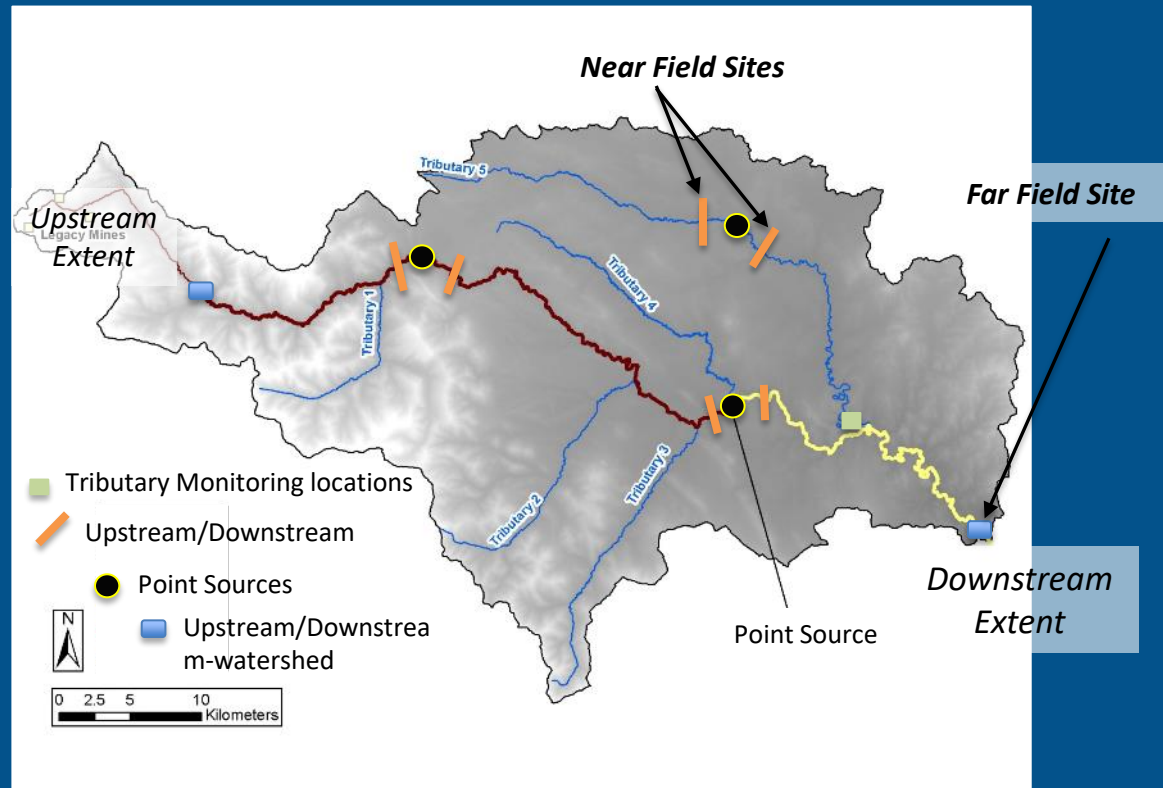 Near Field Sites
Far Field Site
Tributary 5
Upstream
Extent
Legacy Mines
Tributary 4
Tributary 1
Tributary 3
Tributary 2
Tributary Monitoring locations
Upstream/Downstream
Point Sources
Upstream/Downstrea
m-watershed
Point Source
Downstream
Extent
N
0 2.5 5 10
Kilometers